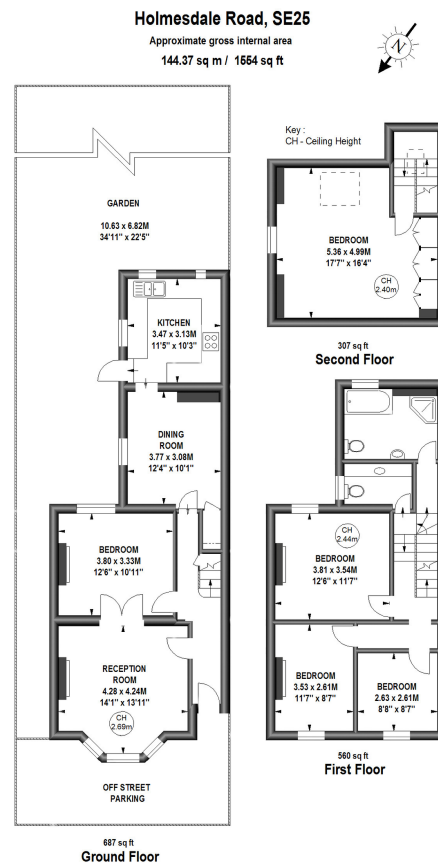 Holmesdale Road, SE25
Approximate gross internal area
144.37 sq m / 1554 sq ft
N
Key :
CH - Ceiling Height
GARDEN
10.63 x 6.82M
34'11" x 22'5"
KITCHEN
3.47 x 3.13M
11'5" x 10'3"
DINING
ROOM
3.77 x 3.08M
12'4" x 10'1"
BEDROOM
3.80 x 3.33M
12'6" x 10'11"
RECEPTION
ROOM
4.28 x 4.24M
14'1" x 13'11"
CH
2.69m
OFF STREET
PARKING
687 sq ft
Ground Floor
BEDROOM
5.36 x 4.99M
17'7" x 16'4"
CH
2.40m
307 sq ft
Second Floor
CH
2.44m
BEDROOM
3.81 x 3.54M
12'6" x 11'7"
BEDROOM
3.53 x 2.61M
11'7" x 8'7"
BEDROOM
2.63 x 2.61M
8'8" x 8'7"
560 sq ft
First Floor